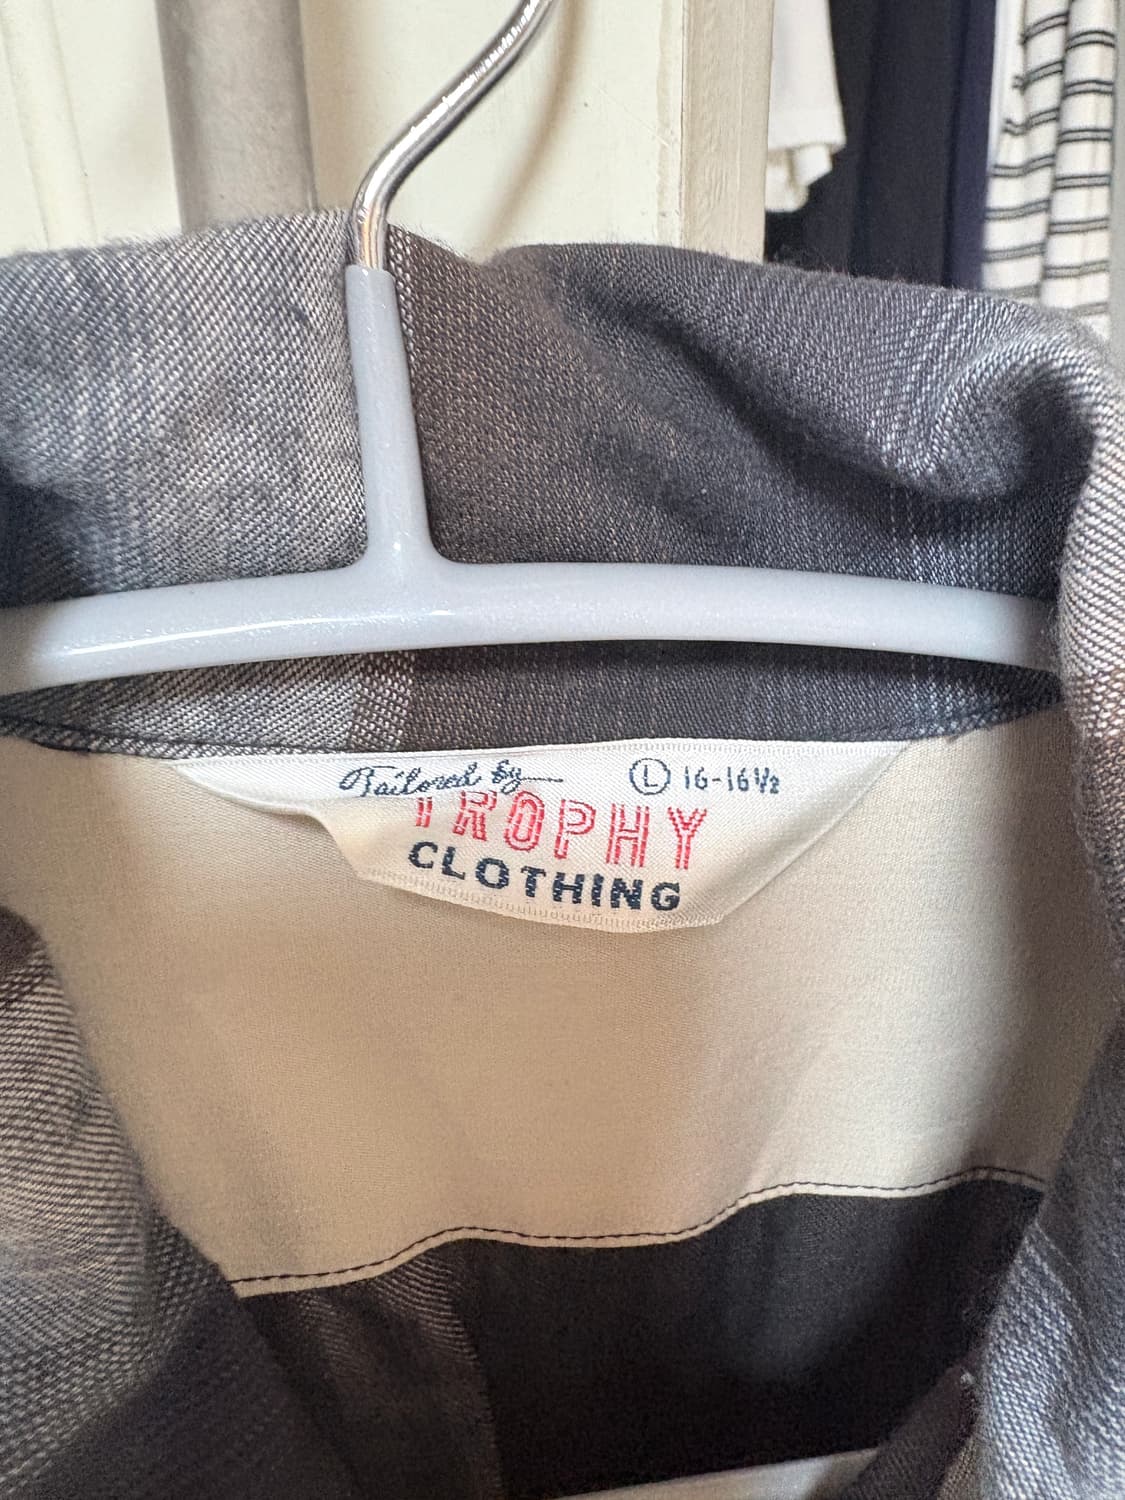 Tailored by Ⓛ 16-16½
TROPHY
CLOTHING